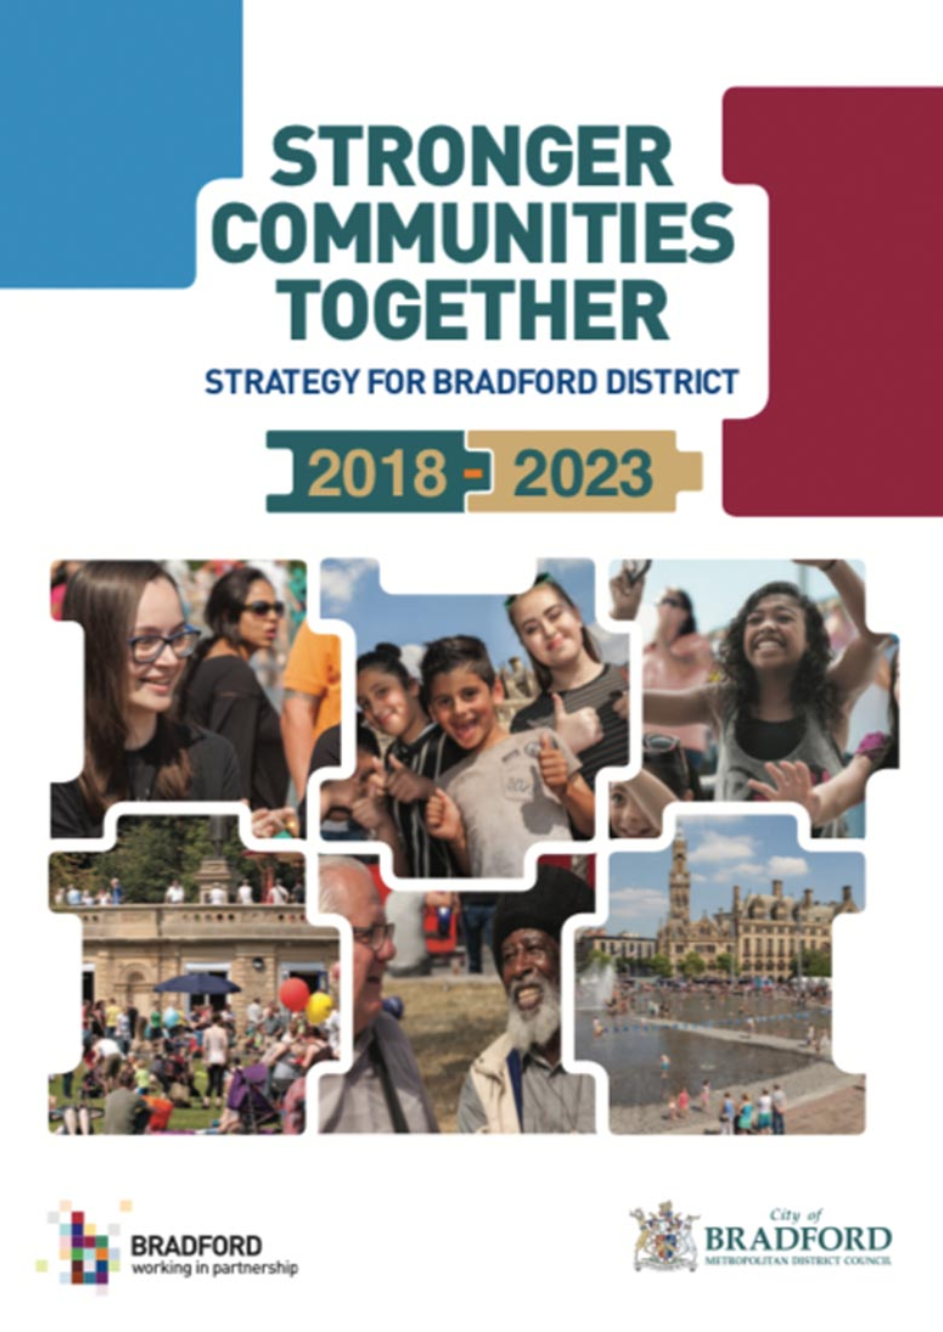 STRONGER
COMMUNITIES
TOGETHER
STRATEGY FOR BRADFORD DISTRICT
2018 - 2023
BRADFORD
working in partnership
City of
BRADFORD
METROPOLITAN DISTRICT COUNCIL